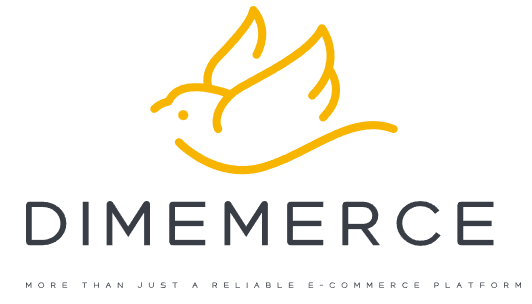 DIMEMERCE
MORE THAN JUST A RELIABLE E-COMMERCE PLATFORM